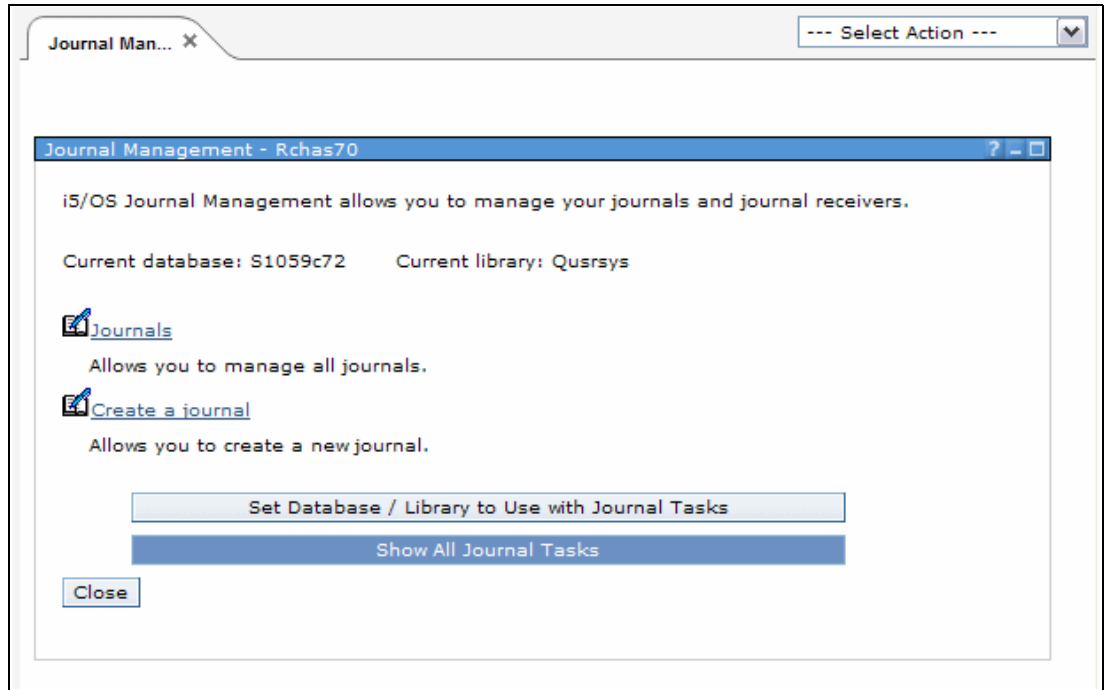 Journal Man...
--- Select Action ---
Journal Management - Rchas70
i5/OS Journal Management allows you to manage your journals and journal receivers.
Current database: S1059c72 Current library: Qusrsys
Journals
Allows you to manage all journals.
Create a journal
Allows you to create a new journal.
Set Database / Library to Use with Journal Tasks
Show All Journal Tasks
Close